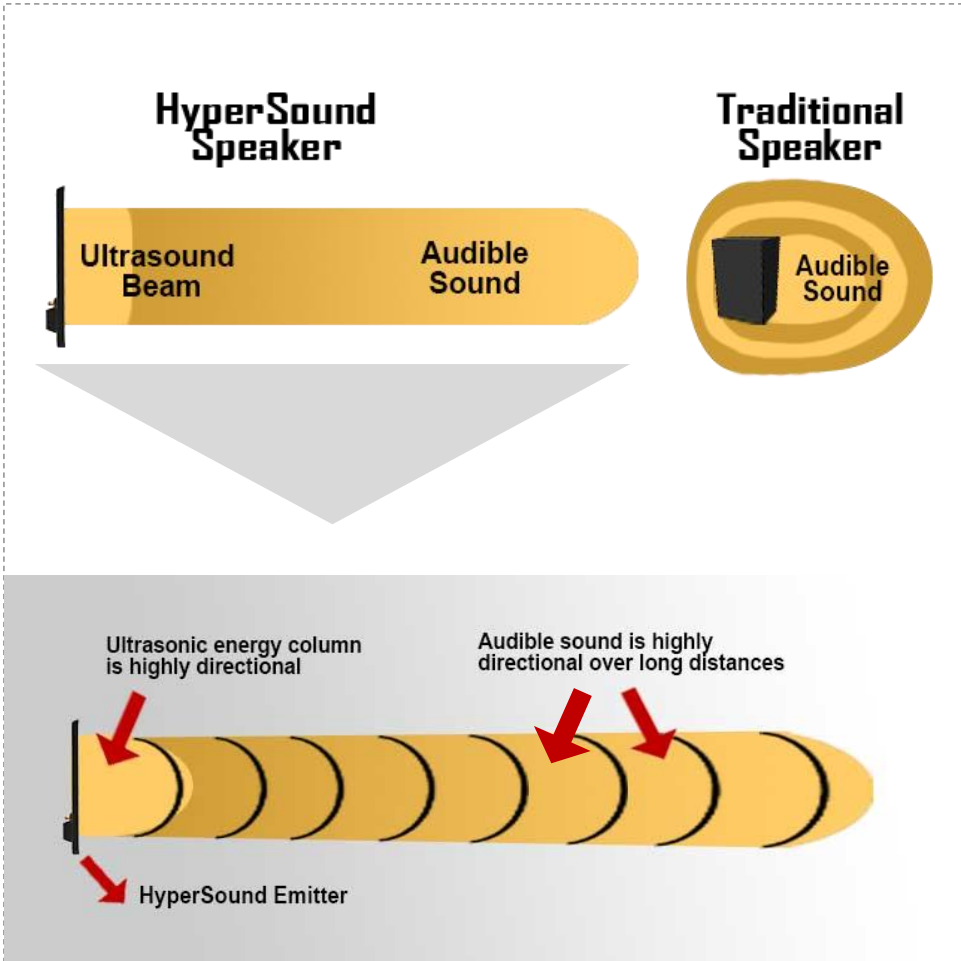 HyperSound
Speaker
Traditional
Speaker
Ultrasound
Beam
Audible
Sound
Audible
Sound
Ultrasonic energy column
is highly directional
Audible sound is highly
directional over long distances
HyperSound Emitter